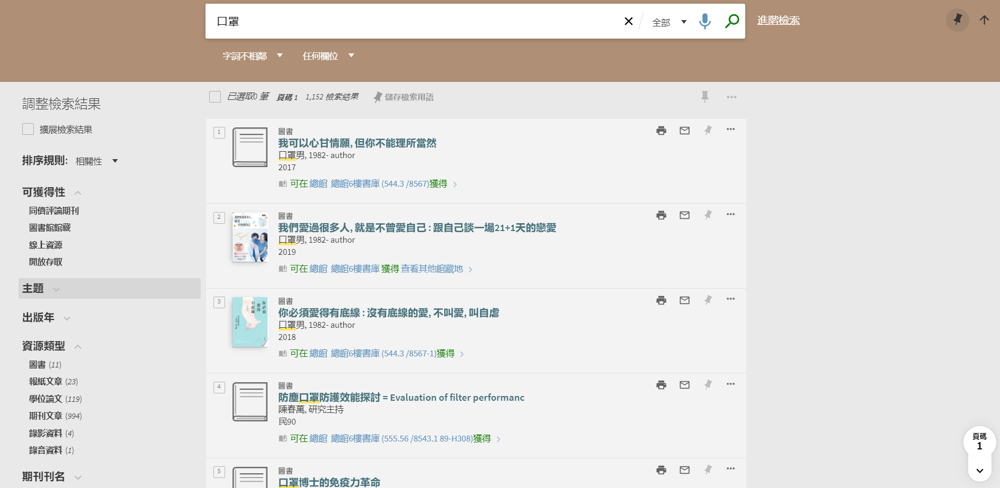 口罩
全部
進階檢索
字詞不相鄰
任何欄位
調整檢索結果
擴展檢索結果
排序規則: 相關性
可獲得性
同儕評論期刊
圖書館館藏
線上資源
開放存取
主題
出版年
資源類型
圖書 (11)
報紙文章 (23)
學位論文 (119)
期刊文章 (994)
錄影資料 (4)
錄音資料 (1)
期刊刊名
已選取0 筆 頁碼 1 1,152 檢索結果 儲存檢索用語
1
圖書
我可以心甘情願, 但你不能理所當然
口罩男, 1982- author
2017
可在 總館 總館6樓書庫 (544.3 /8567)獲得
2
圖書
我們愛過很多人, 就是不曾愛自己 : 跟自己談一場21+1天的戀愛
口罩男, 1982- author
2019
可在 總館 總館6樓書庫 獲得 查看其他館藏地
3
圖書
你必須愛得有底線 : 沒有底線的愛, 不叫愛, 叫自虐
口罩男, 1982- author
2018
可在 總館 總館6樓書庫 (544.3 /8567-1)獲得
你必須
愛得
有底線
4
圖書
防塵口罩防護效能探討 = Evaluation of filter performanc
陳春萬, 研究主持
民90
可在 總館 總館6樓書庫 (555.56 /8543.1 89-H308)獲得
5
圖書
口罩博士的免疫力革命
頁碼
1